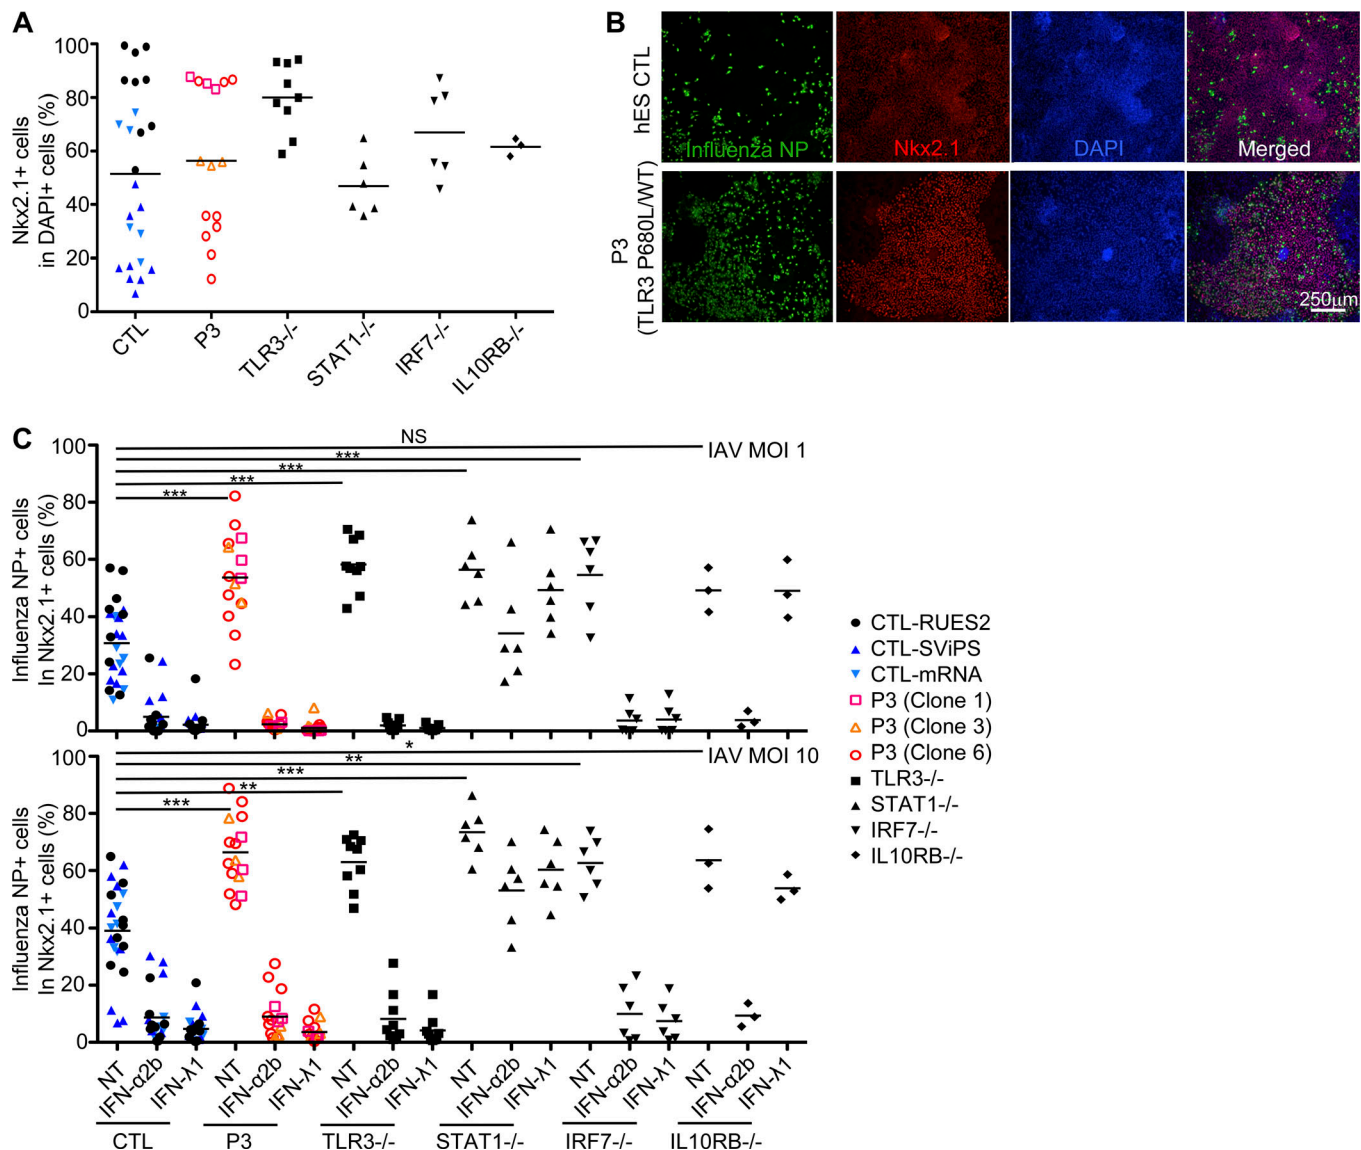 A
Nkx2.1+ cells
in DAPI+ cells (%)
100
80
60
40
20
0
CTL
P3
TLR3-/-
STAT1-/-
IRF7-/-
IL10RB-/-
B
hES CTL
P3
(TLR3 P680L/WT)
Influenza NP
Nkx2.1
DAPI
Merged
250μm
C
Influenza NP+ cells
In Nkx2.1+ cells (%)
100
80
60
40
20
0
NS
***
***
***
***
IAV MOI 1
Influenza NP+ cells
In Nkx2.1+ cells (%)
100
80
60
40
20
0
*
**
***
**
***
IAV MOI 10
NT
IFN-α2b
IFN-λ1
NT
IFN-α2b
IFN-λ1
NT
IFN-α2b
IFN-λ1
NT
IFN-α2b
IFN-λ1
NT
IFN-α2b
IFN-λ1
NT
IFN-α2b
IFN-λ1
CTL
P3
TLR3-/-
STAT1-/-
IRF7-/-
IL10RB-/-
CTL-RUES2
CTL-SViPS
CTL-mRNA
P3 (Clone 1)
P3 (Clone 3)
P3 (Clone 6)
TLR3-/-
STAT1-/-
IRF7-/-
IL10RB-/-